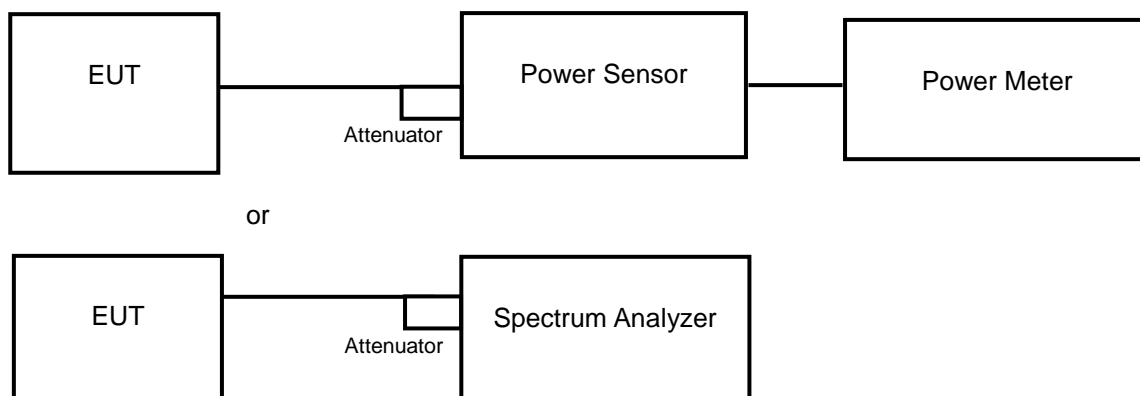 EUT
Power Sensor
Power Meter
Attenuator
or
EUT
Spectrum Analyzer
Attenuator